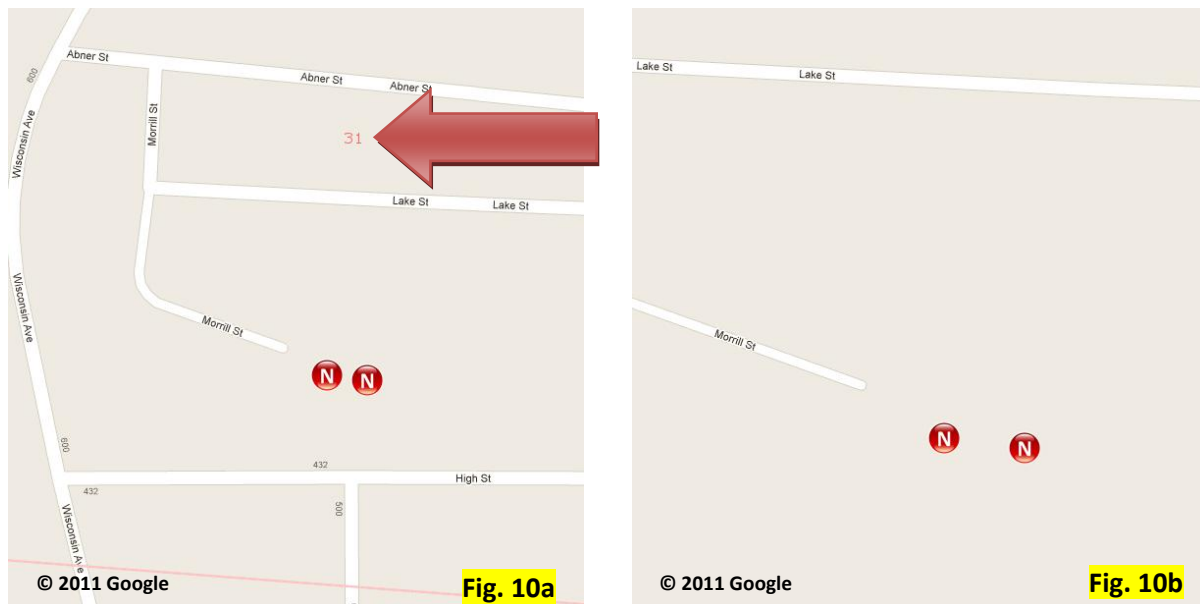 Abner St
Abner St
Abner St
600
Wisconsin Ave
Morrill St
31
Lake St
Lake St
Wisconsin Ave
Morrill St
N
N
600
432
High St
432
500
Wisconsin Ave
© 2011 Google
Fig. 10a
Lake St
Lake St
Morrill St
N
N
© 2011 Google
Fig. 10b